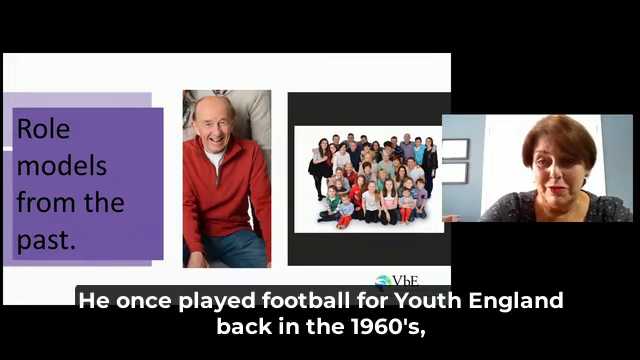 Role
models
from the
past.
VbE
He once played football for Youth England
back in the 1960's,